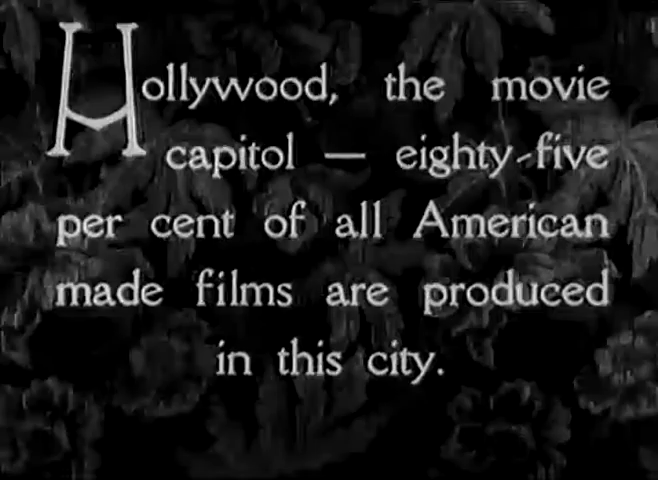 Hollywood, the movie
capitol — eighty-five
per cent of all American
made films are produced
in this city.